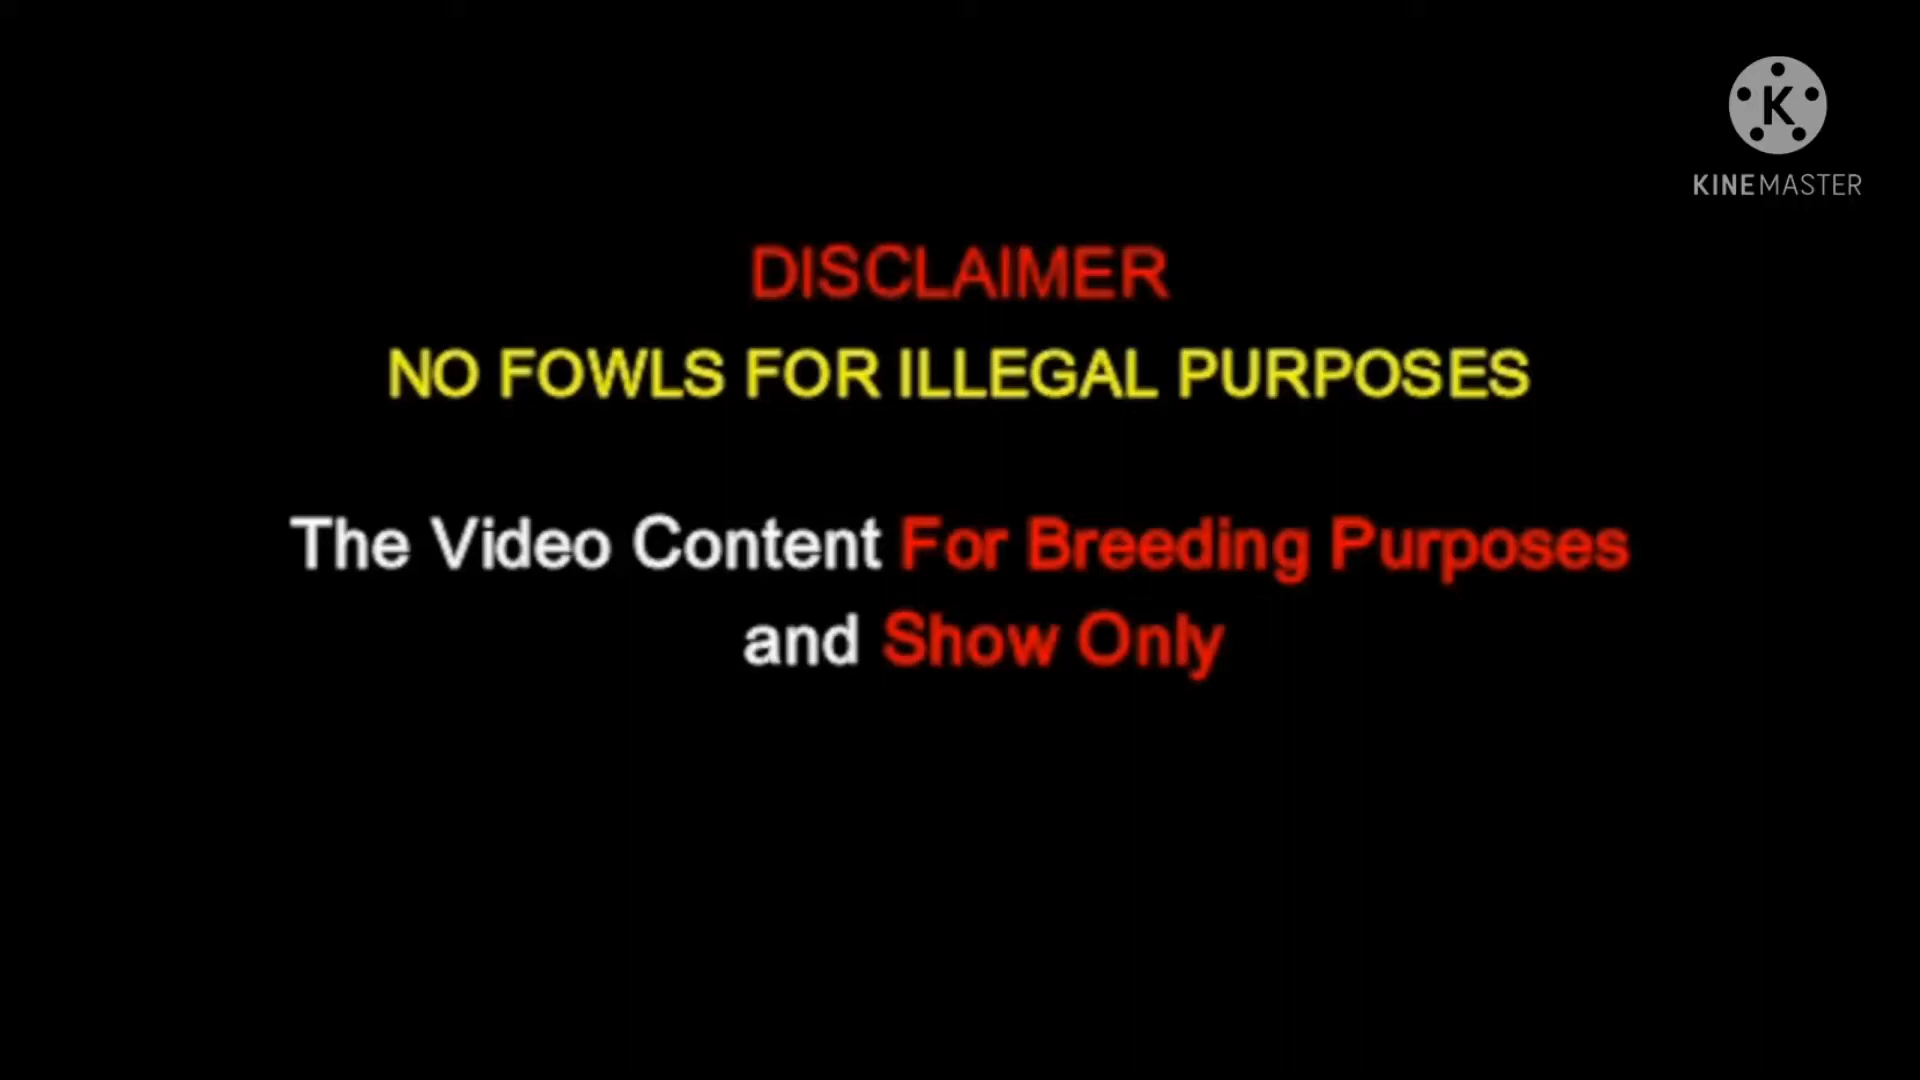 K
KINEMASTER
DISCLAIMER
NO FOWLS FOR ILLEGAL PURPOSES
The Video Content For Breeding Purposes
and Show Only